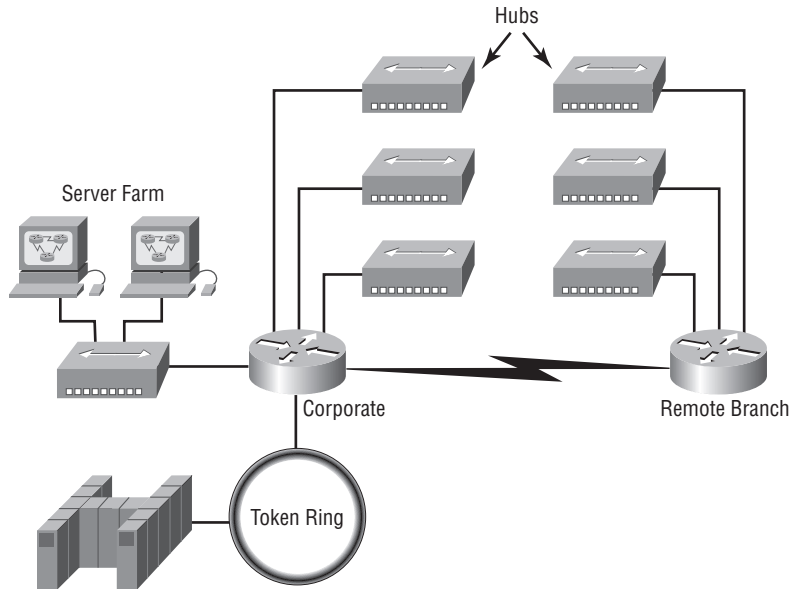 Hubs
Server Farm
Corporate
Remote Branch
Token Ring